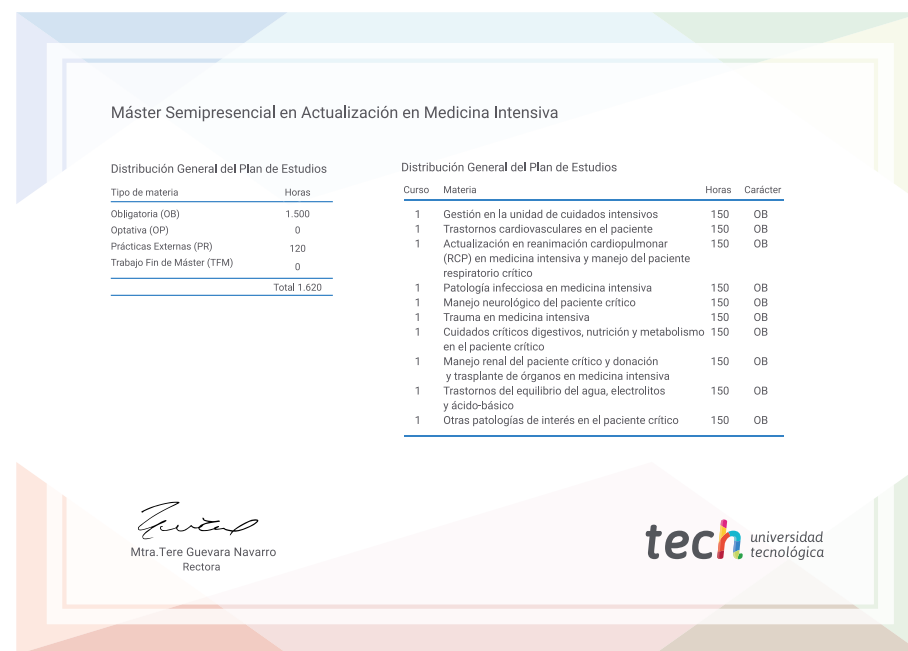 Máster Semipresencial en Actualización en Medicina Intensiva
Distribución General del Plan de Estudios
Tipo de materia Horas
Obligatoria (OB) 1.500
Optativa (OP) 0
Prácticas Externas (PR) 120
Trabajo Fin de Máster (TFM) 0
Total 1.620
Distribución General del Plan de Estudios
Curso Materia Horas Carácter
1 Gestión en la unidad de cuidados intensivos 150 OB
1 Trastornos cardiovasculares en el paciente 150 OB
1 Actualización en reanimación cardiopulmonar 150 OB
(RCP) en medicina intensiva y manejo del paciente
respiratorio crítico
1 Patología infecciosa en medicina intensiva 150 OB
1 Manejo neurológico del paciente crítico 150 OB
1 Trauma en medicina intensiva 150 OB
1 Cuidados críticos digestivos, nutrición y metabolismo 150 OB
en el paciente crítico
1 Manejo renal del paciente crítico y donación 150 OB
y trasplante de órganos en medicina intensiva
1 Trastornos del equilibrio del agua, electrolitos 150 OB
y ácido-básico
1 Otras patologías de interés en el paciente crítico 150 OB
Mtra.Tere Guevara Navarro
Rectora
tech universidad
tecnológica